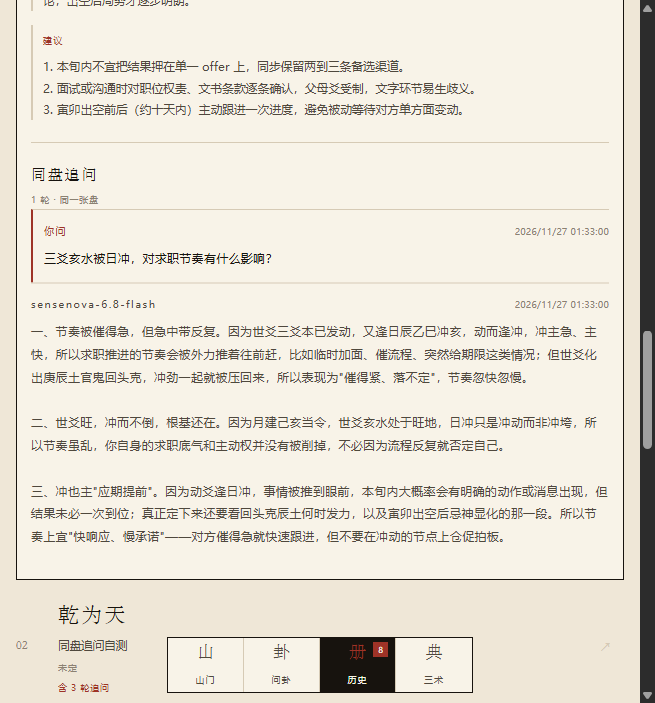 论，出空后局势才逐步明朗。
建议
1. 本旬内不宜把结果押在单一 offer 上，同步保留两到三条备选渠道。
2. 面试或沟通时对职位权责、文书条款逐条确认，父母爻受制，文字环节易生歧义。
3. 寅卯出空前后（约十天内）主动跟进一次进度，避免被动等待对方单方面变动。
同盘追问
1 轮 · 同一张盘
你问
2026/11/27 01:33:00
三爻亥水被日冲，对求职节奏有什么影响？
sensenova-6.8-flash
2026/11/27 01:33:00
一、节奏被催得急，但急中带反复。因为世爻三爻本已发动，又逢日辰乙巳冲亥，动而逢冲，冲主急、主
快，所以求职推进的节奏会被外力推着往前赶，比如临时加面、催流程、突然给期限这类情况；但世爻化
出庚辰土官鬼回头克，冲劲一起就被压回来，所以表现为"催得紧、落不定"，节奏忽快忽慢。
二、世爻旺，冲而不倒，根基还在。因为月建己亥当令，世爻亥水处于旺地，日冲只是冲动而非冲垮，所
以节奏虽乱，你自身的求职底气和主动权并没有被削掉，不必因为流程反复就否定自己。
三、冲也主"应期提前"。因为动爻逢日冲，事情被推到眼前，本旬内大概率会有明确的动作或消息出现，但
结果未必一次到位；真正定下来还要看回头克辰土何时发力，以及寅卯出空后忌神显化的那一段。所以节
奏上宜"快响应、慢承诺"——对方催得急就快速跟进，但不要在冲动的节点上仓促拍板。
乾为天
02
同盘追问自测
未定
含 3 轮追问
山
山门
卦
问卦
册
8
历史
典
三术
↗